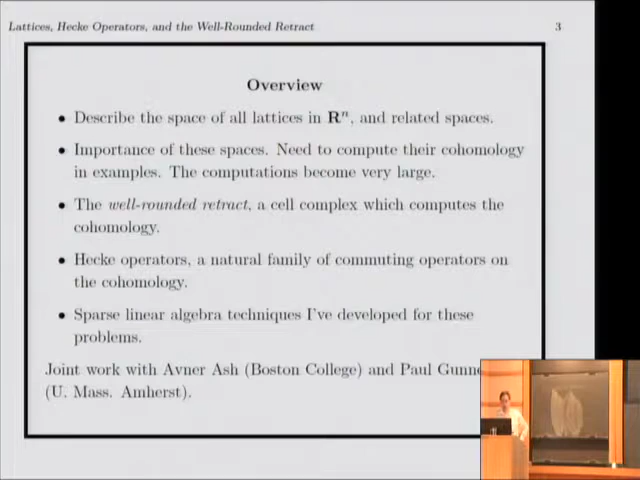 Lattices, Hecke Operators, and the Well-Rounded Retract 3
Overview
• Describe the space of all lattices in Rⁿ, and related spaces.
• Importance of these spaces. Need to compute their cohomology
in examples. The computations become very large.
• The well-rounded retract, a cell complex which computes the
cohomology.
• Hecke operators, a natural family of commuting operators on
the cohomology.
• Sparse linear algebra techniques I've developed for these
problems.
Joint work with Avner Ash (Boston College) and Paul
(U. Mass. Amherst).